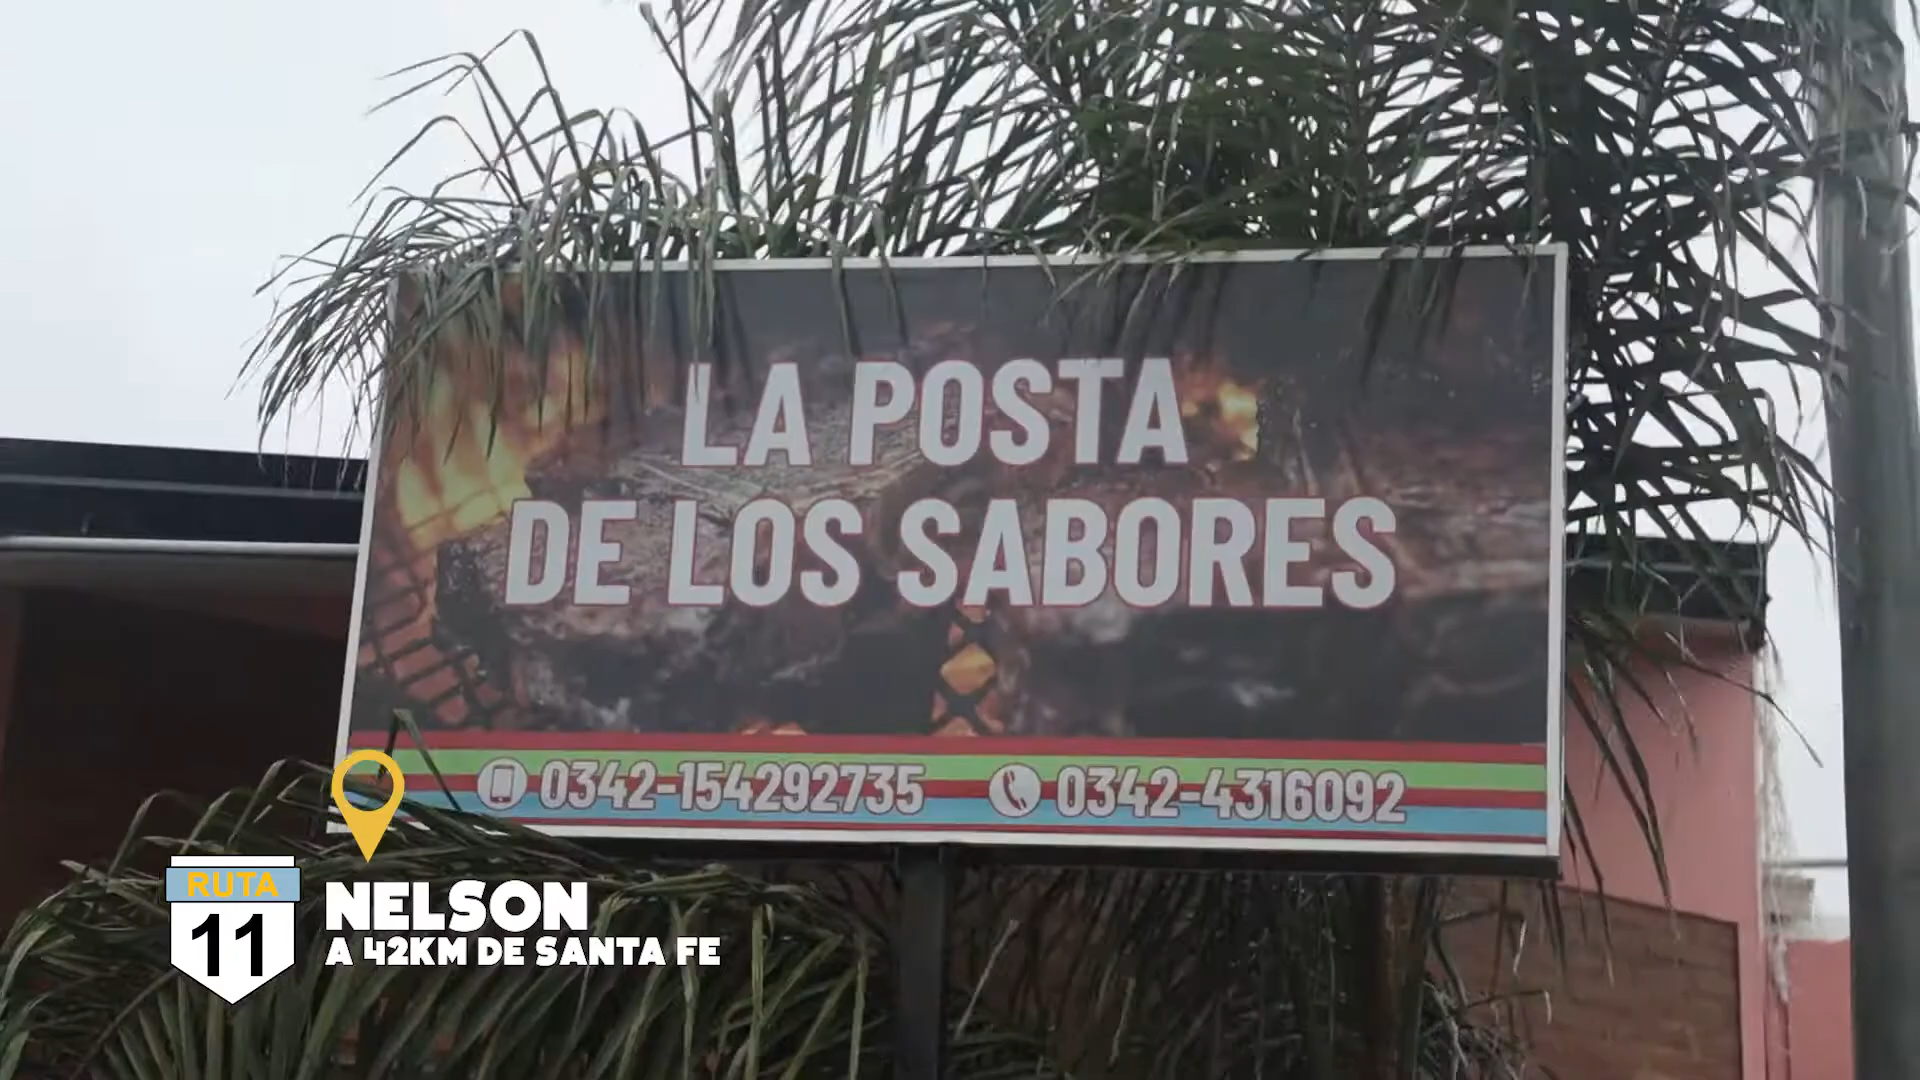 LA POSTA
DE LOS SABORES
0342-154292735 0342-4316092
RUTA
11
NELSON
A 42KM DE SANTA FE